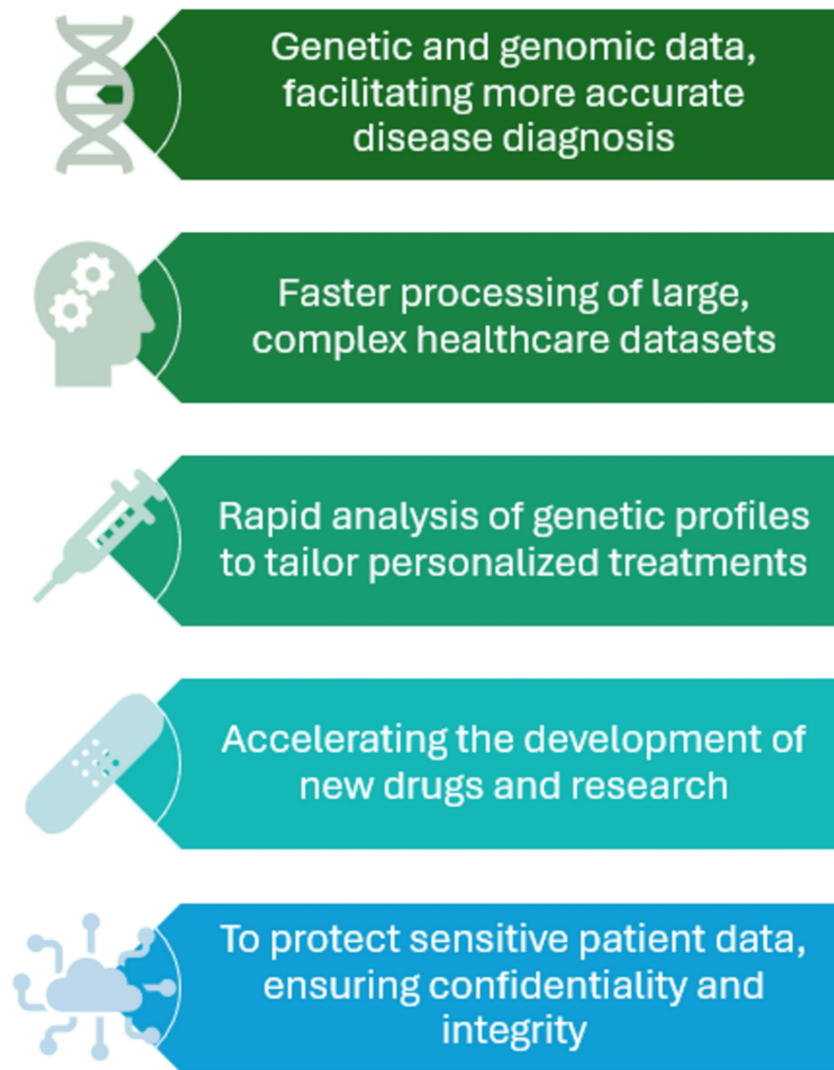 Genetic and genomic data,
facilitating more accurate
disease diagnosis
Faster processing of large,
complex healthcare datasets
Rapid analysis of genetic profiles
to tailor personalized treatments
Accelerating the development of
new drugs and research
To protect sensitive patient data,
ensuring confidentiality and
integrity